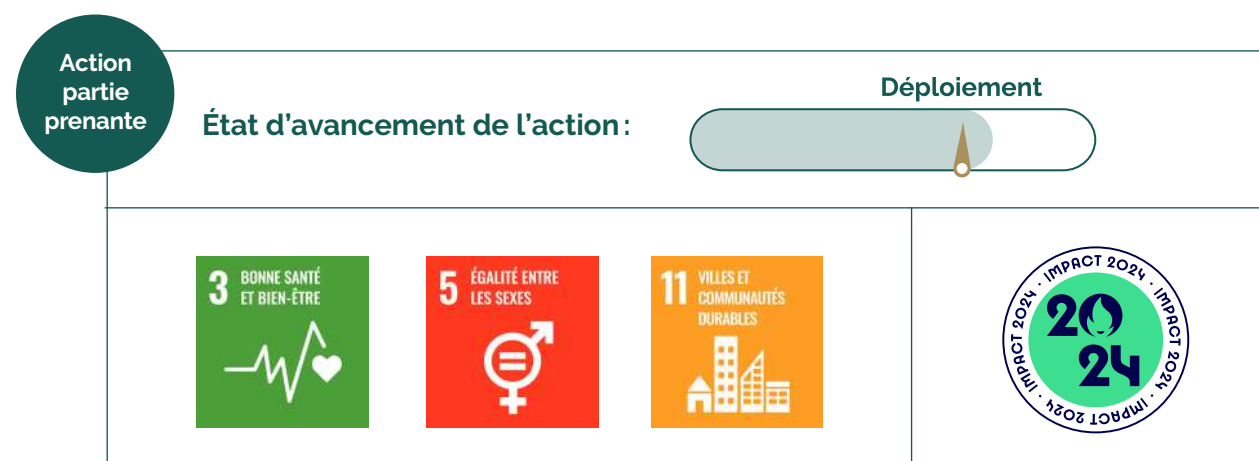 Action
partie
prenante
État d’avancement de l’action :
Déploiement
3 BONNE SANTÉ
ET BIEN-ÊTRE
5 ÉGALITÉ ENTRE
LES SEXES
11 VILLES ET
COMMUNAUTÉS
DURABLES
IMPACT 2024 · IMPACT 2024 · IMPACT 2024 · IMPACT 2024 ·
20
24